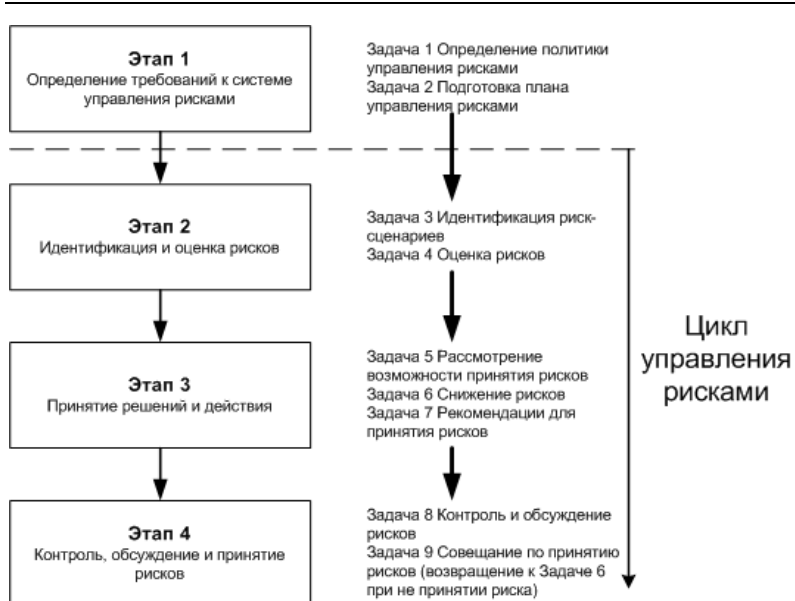 Этап 1
Определение требований к системе
управления рисками
Задача 1 Определение политики
управления рисками
Задача 2 Подготовка плана
управления рисками
Этап 2
Идентификация и оценка рисков
Задача 3 Идентификация риск-
сценариев
Задача 4 Оценка рисков
Этап 3
Принятие решений и действия
Задача 5 Рассмотрение
возможности принятия рисков
Задача 6 Снижение рисков
Задача 7 Рекомендации для
принятия рисков
Этап 4
Контроль, обсуждение и принятие
рисков
Задача 8 Контроль и обсуждение
рисков
Задача 9 Совещание по принятию
рисков (возвращение к Задаче 6
при не принятии риска)
Цикл
управления
рисками